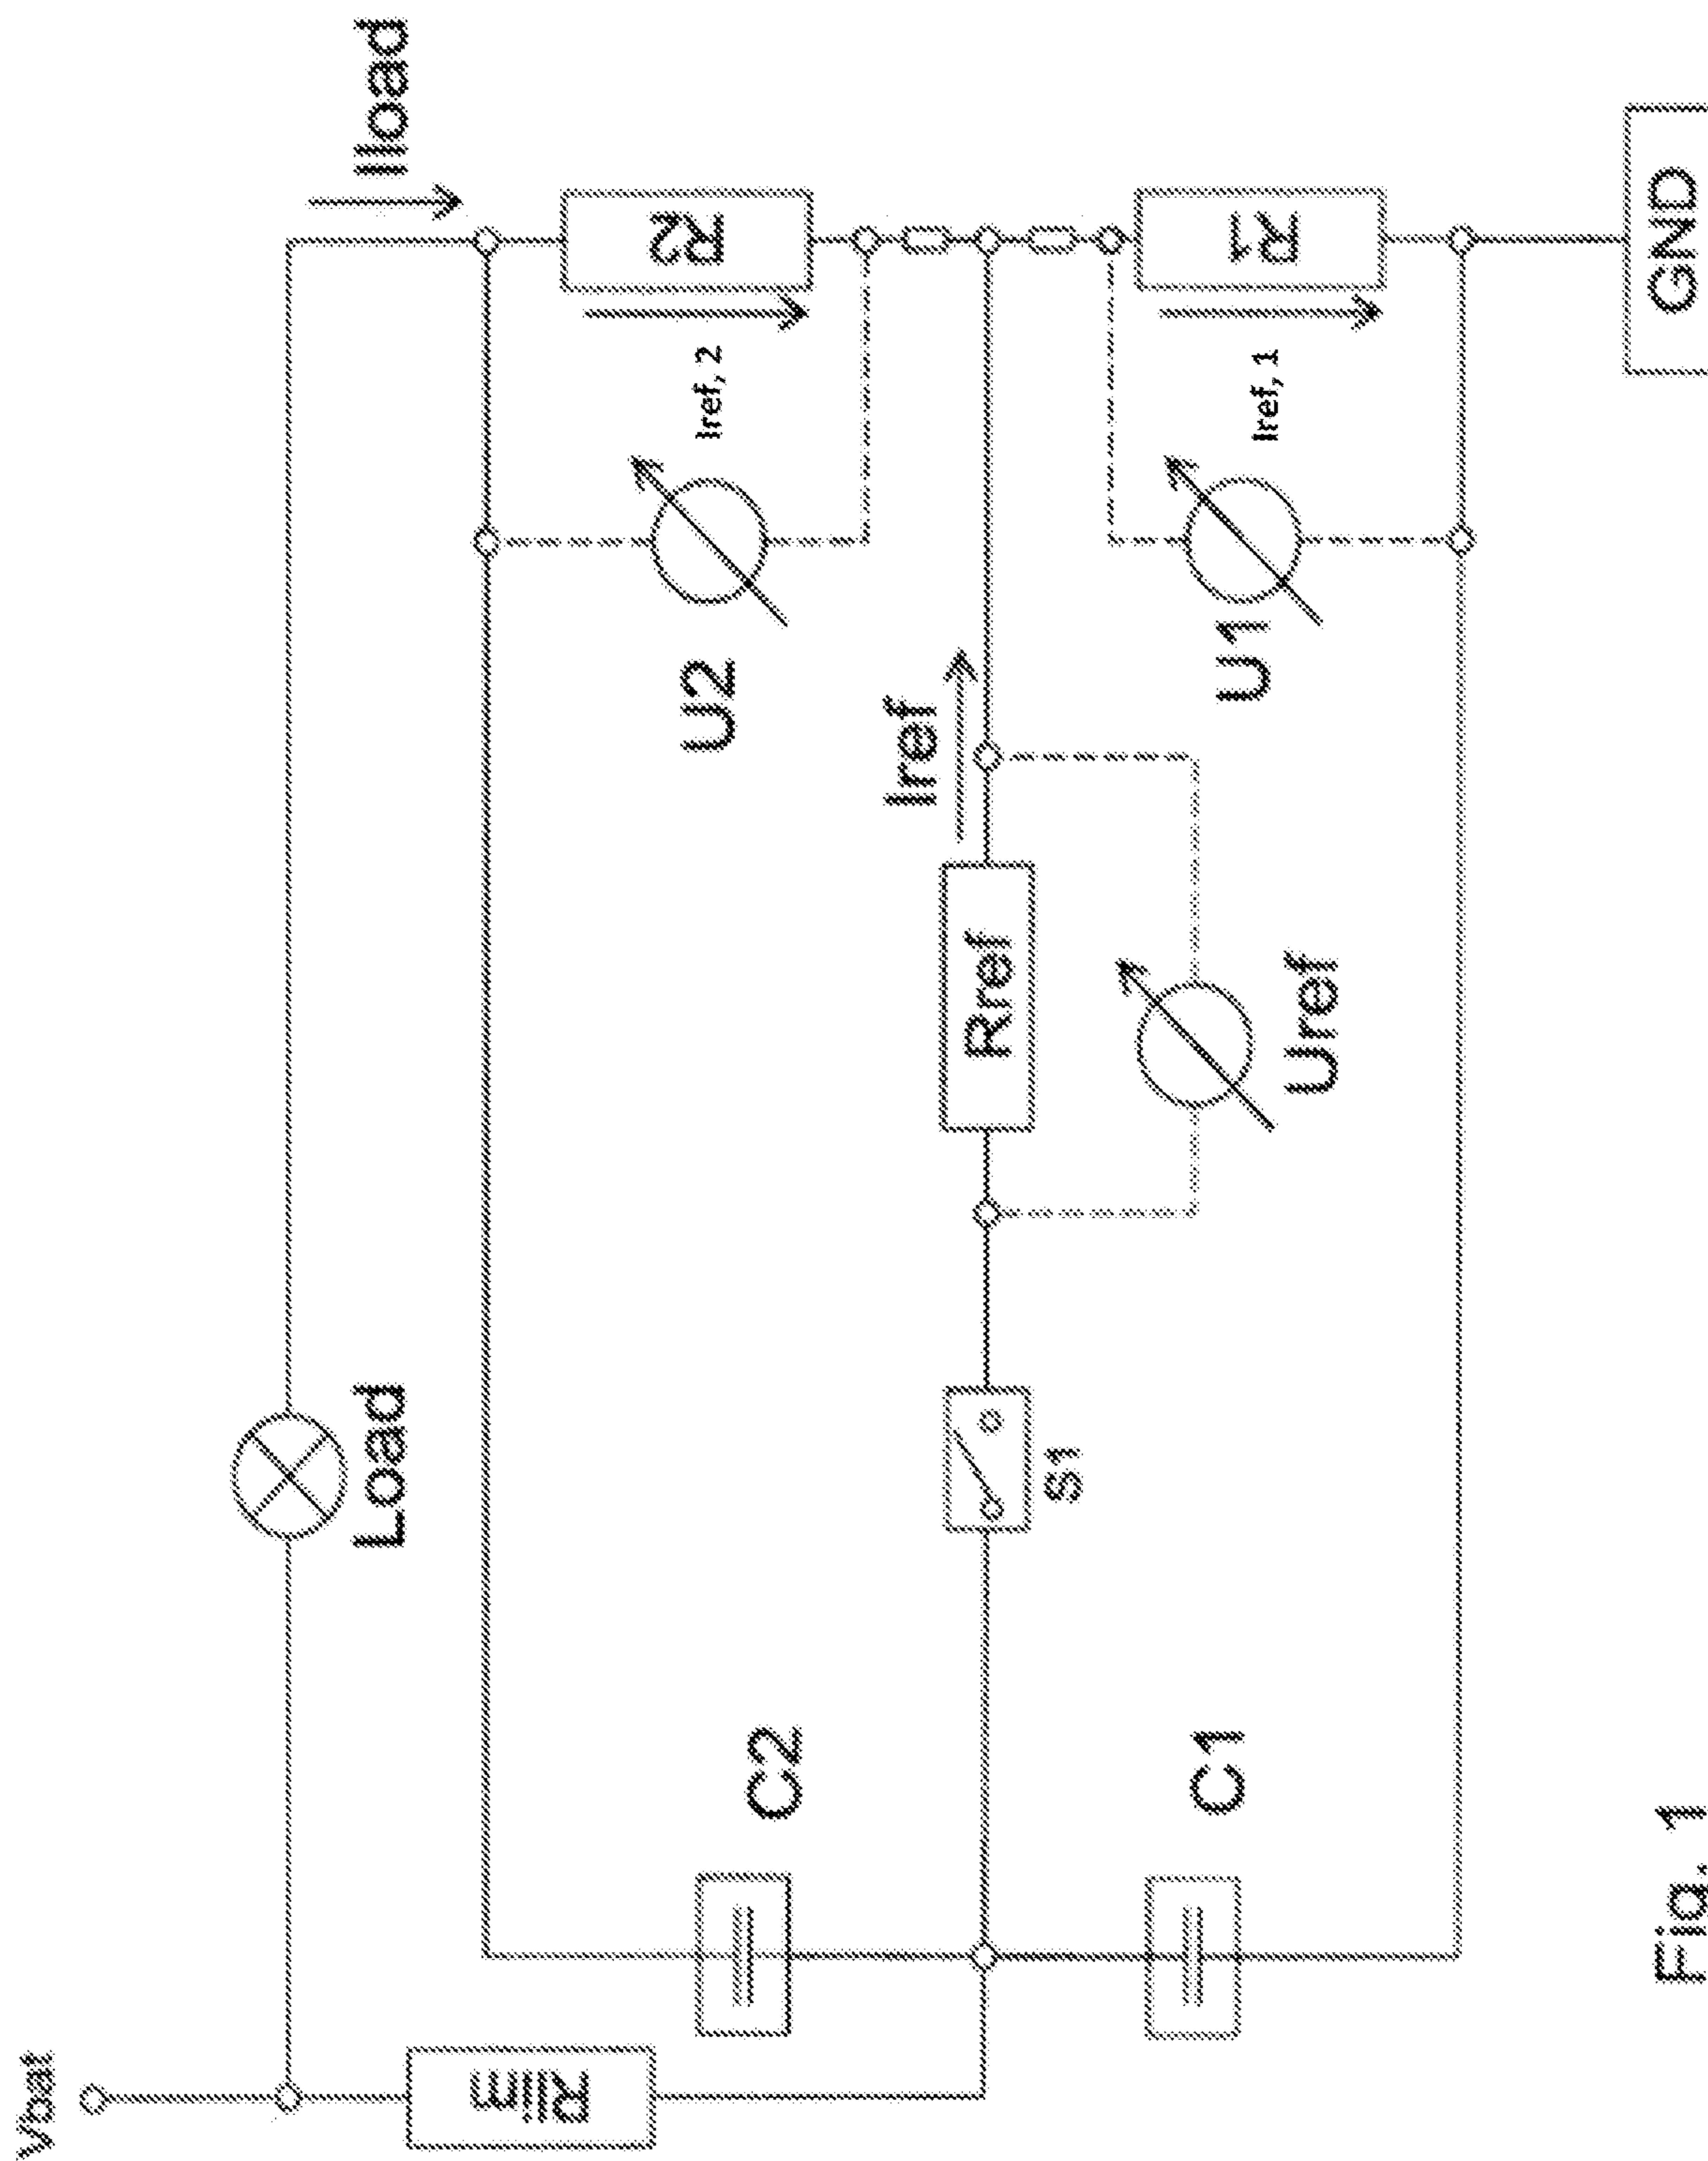 Vbat
Rlim
Load
Iload
C2
C1
S1
Rref
Uref
Iref
U2
U1
Iref, 2
Iref, 1
R2
R1
GND
Fig. 1